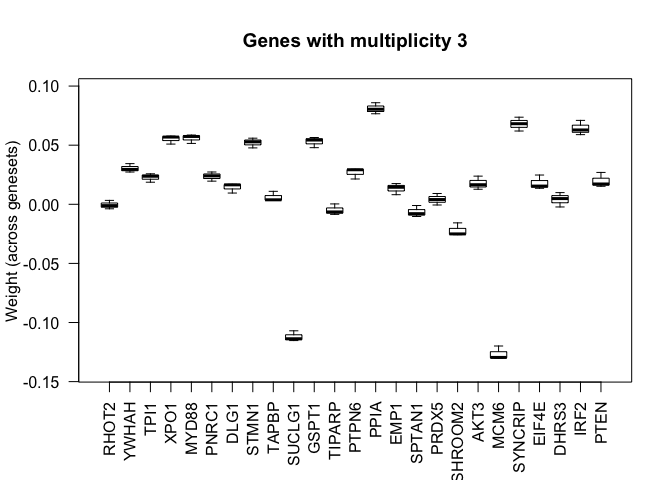 Genes with multiplicity 3
Weight (across genesets)
0.10
0.05
0.00
-0.05
-0.10
-0.15
RHOT2
YWHAH
TPI1
XPO1
MYD88
PNRC1
DLG1
STMN1
TAPBP
SUCLG1
GSPT1
TIPARP
PTPN6
PPIA
EMP1
SPTAN1
PRDX5
SHROOM2
AKT3
MCM6
SYNCRIP
EIF4E
DHRS3
IRF2
PTEN